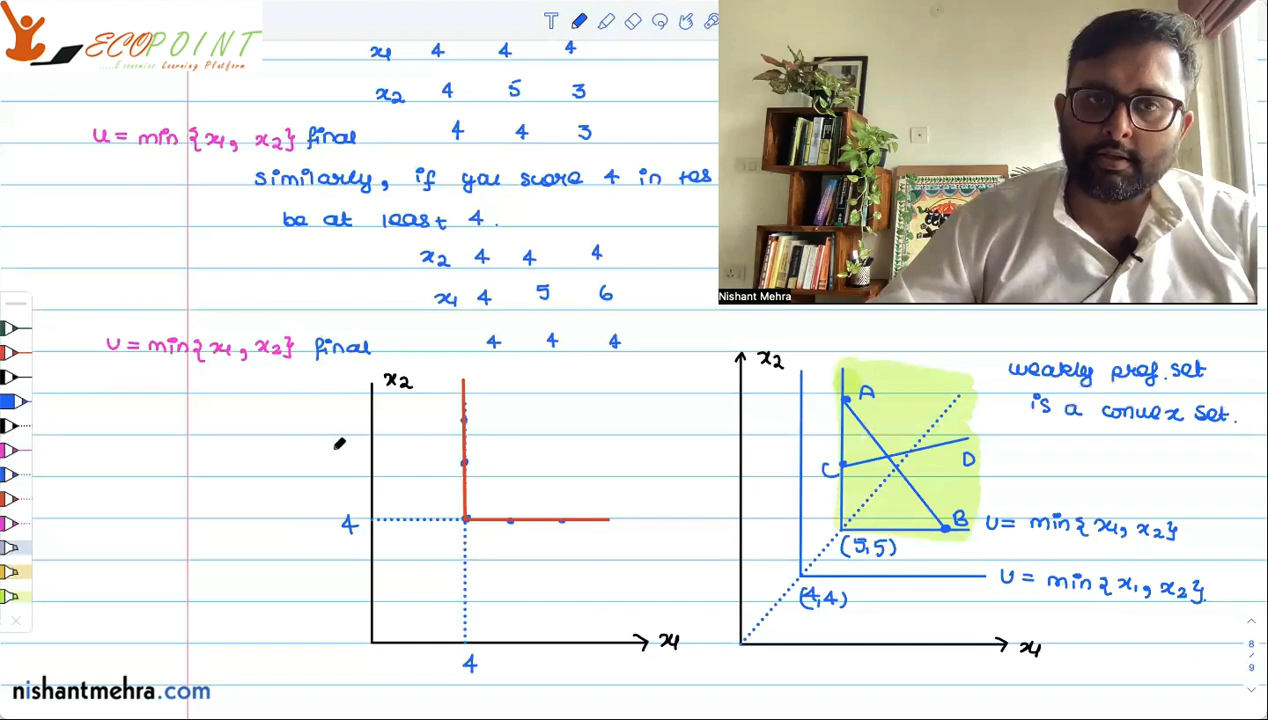 ECOPOINT
.....Economics Learning Platform
x1 4 4 4
x2 4 5 3
u = min {x1, x2} final 4 4 3
similarly, if you score 4 in tes
be at least 4.
x2 4 4 4
x1 4 5 6
u = min{x1, x2} final 4 4 4
Nishant Mehra
x2
4
4
x1
x2
A
C
D
B
(5,5)
(4,4)
x1
weakly pref. set
is a convex set.
u = min{x1, x2}
u = min{x1, x2}.
8
/
9
nishantmehra.com